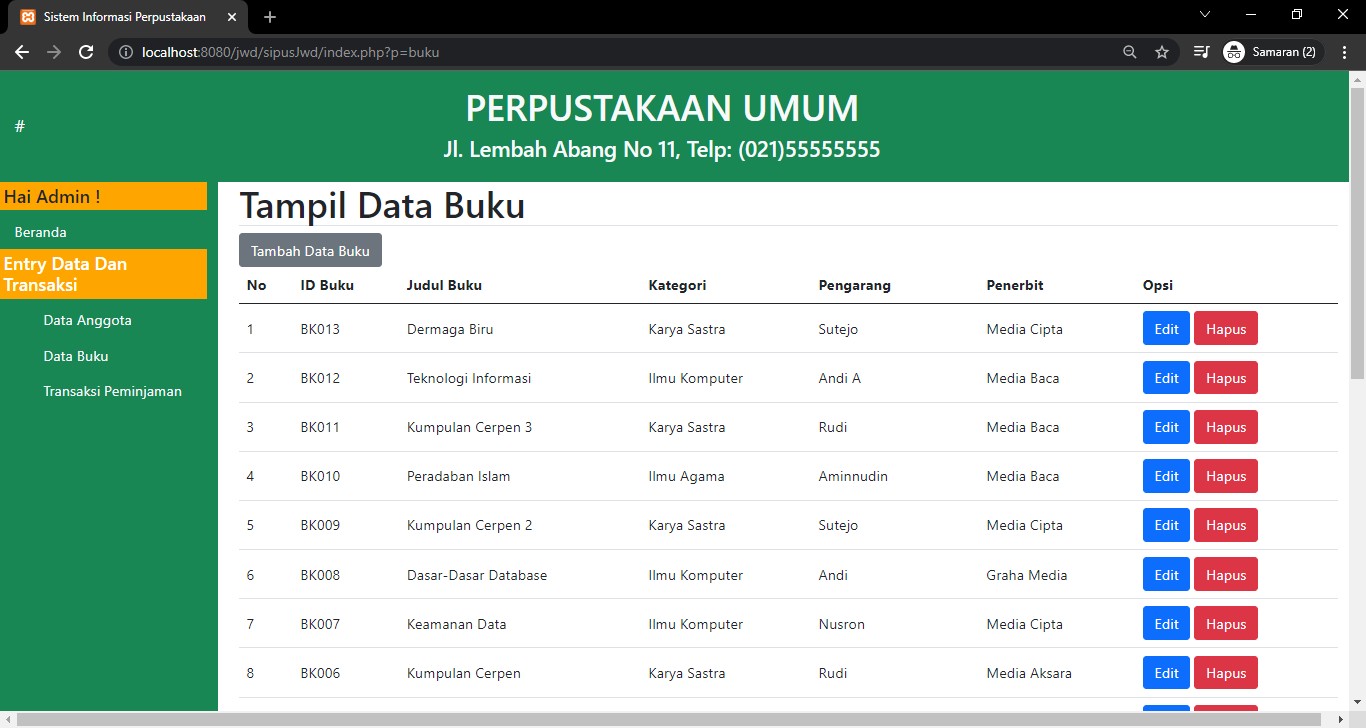 Sistem Informasi Perpustakaan
localhost:8080/jwd/sipusJwd/index.php?p=buku
Samaran (2)
#
PERPUSTAKAAN UMUM
Jl. Lembah Abang No 11, Telp: (021)55555555
Hai Admin !
Beranda
Entry Data Dan
Transaksi
Data Anggota
Data Buku
Transaksi Peminjaman
Tampil Data Buku
Tambah Data Buku
No ID Buku Judul Buku Kategori Pengarang Penerbit Opsi
1 BK013 Dermaga Biru Karya Sastra Sutejo Media Cipta Edit Hapus
2 BK012 Teknologi Informasi Ilmu Komputer Andi A Media Baca Edit Hapus
3 BK011 Kumpulan Cerpen 3 Karya Sastra Rudi Media Baca Edit Hapus
4 BK010 Peradaban Islam Ilmu Agama Aminnudin Media Baca Edit Hapus
5 BK009 Kumpulan Cerpen 2 Karya Sastra Sutejo Media Cipta Edit Hapus
6 BK008 Dasar-Dasar Database Ilmu Komputer Andi Graha Media Edit Hapus
7 BK007 Keamanan Data Ilmu Komputer Nusron Media Cipta Edit Hapus
8 BK006 Kumpulan Cerpen Karya Sastra Rudi Media Aksara Edit Hapus